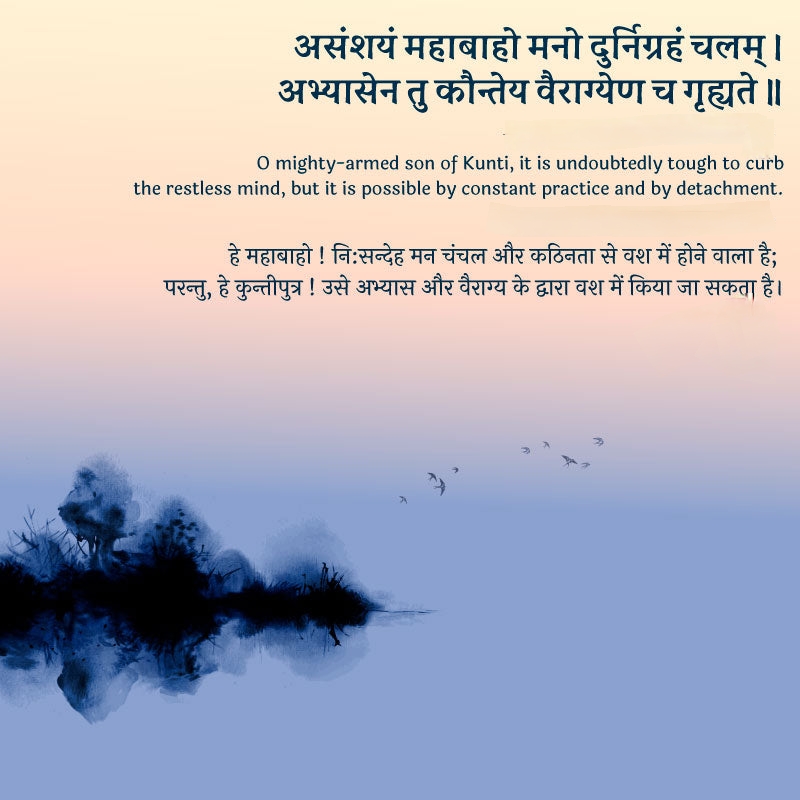 असंशयं महाबाहो मनो दुर्निग्रहं चलम् ।
अभ्यासेन तु कौन्तेय वैराग्येण च गृह्यते ॥
O mighty-armed son of Kunti, it is undoubtedly tough to curb
the restless mind, but it is possible by constant practice and by detachment.
हे महाबाहो ! नि:सन्देह मन चंचल और कठिनता से वश में होने वाला है;
परन्तु, हे कुन्तीपुत्र ! उसे अभ्यास और वैराग्य के द्वारा वश में किया जा सकता है।